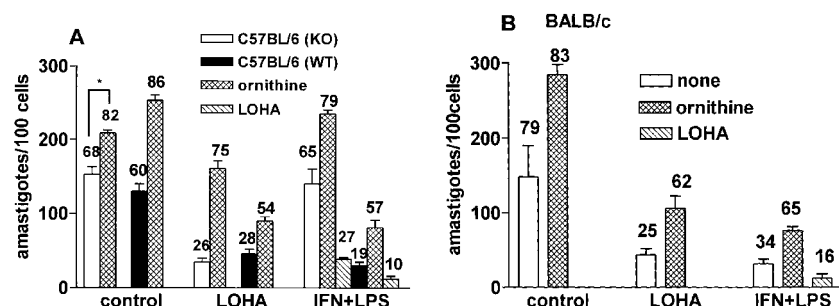 A
C57BL/6 (KO)
C57BL/6 (WT)
ornithine
LOHA
amastigotes/100 cells
300
200
100
0
*
68
82
60
86
26
75
28
54
65
79
27
19
57
10
control
LOHA
IFN+LPS
B BALB/c
none
ornithine
LOHA
amastigotes/100cells
300
200
100
0
79
83
25
62
34
65
16
control
LOHA
IFN+LPS